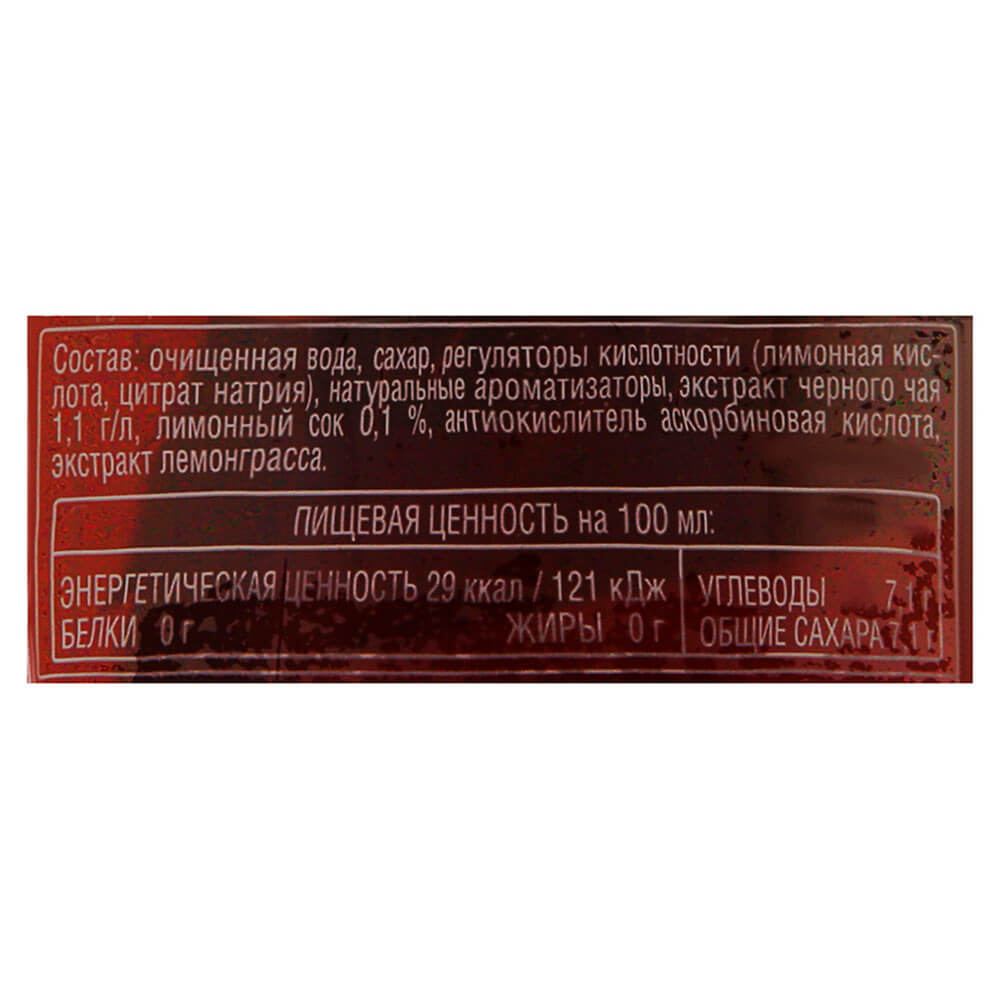 Состав: очищенная вода, сахар, регуляторы кислотности (лимонная кис-
лота, цитрат натрия), натуральные ароматизаторы, экстракт черного чая
1,1 г/л, лимонный сок 0,1 %, антиокислитель аскорбиновая кислота,
экстракт лемонграсса.
ПИЩЕВАЯ ЦЕННОСТЬ на 100 мл:
ЭНЕРГЕТИЧЕСКАЯ ЦЕННОСТЬ 29 ккал / 121 кДж
БЕЛКИ 0 г ЖИРЫ 0 г
УГЛЕВОДЫ 7,1 г
ОБЩИЕ САХАРА 7,1 г